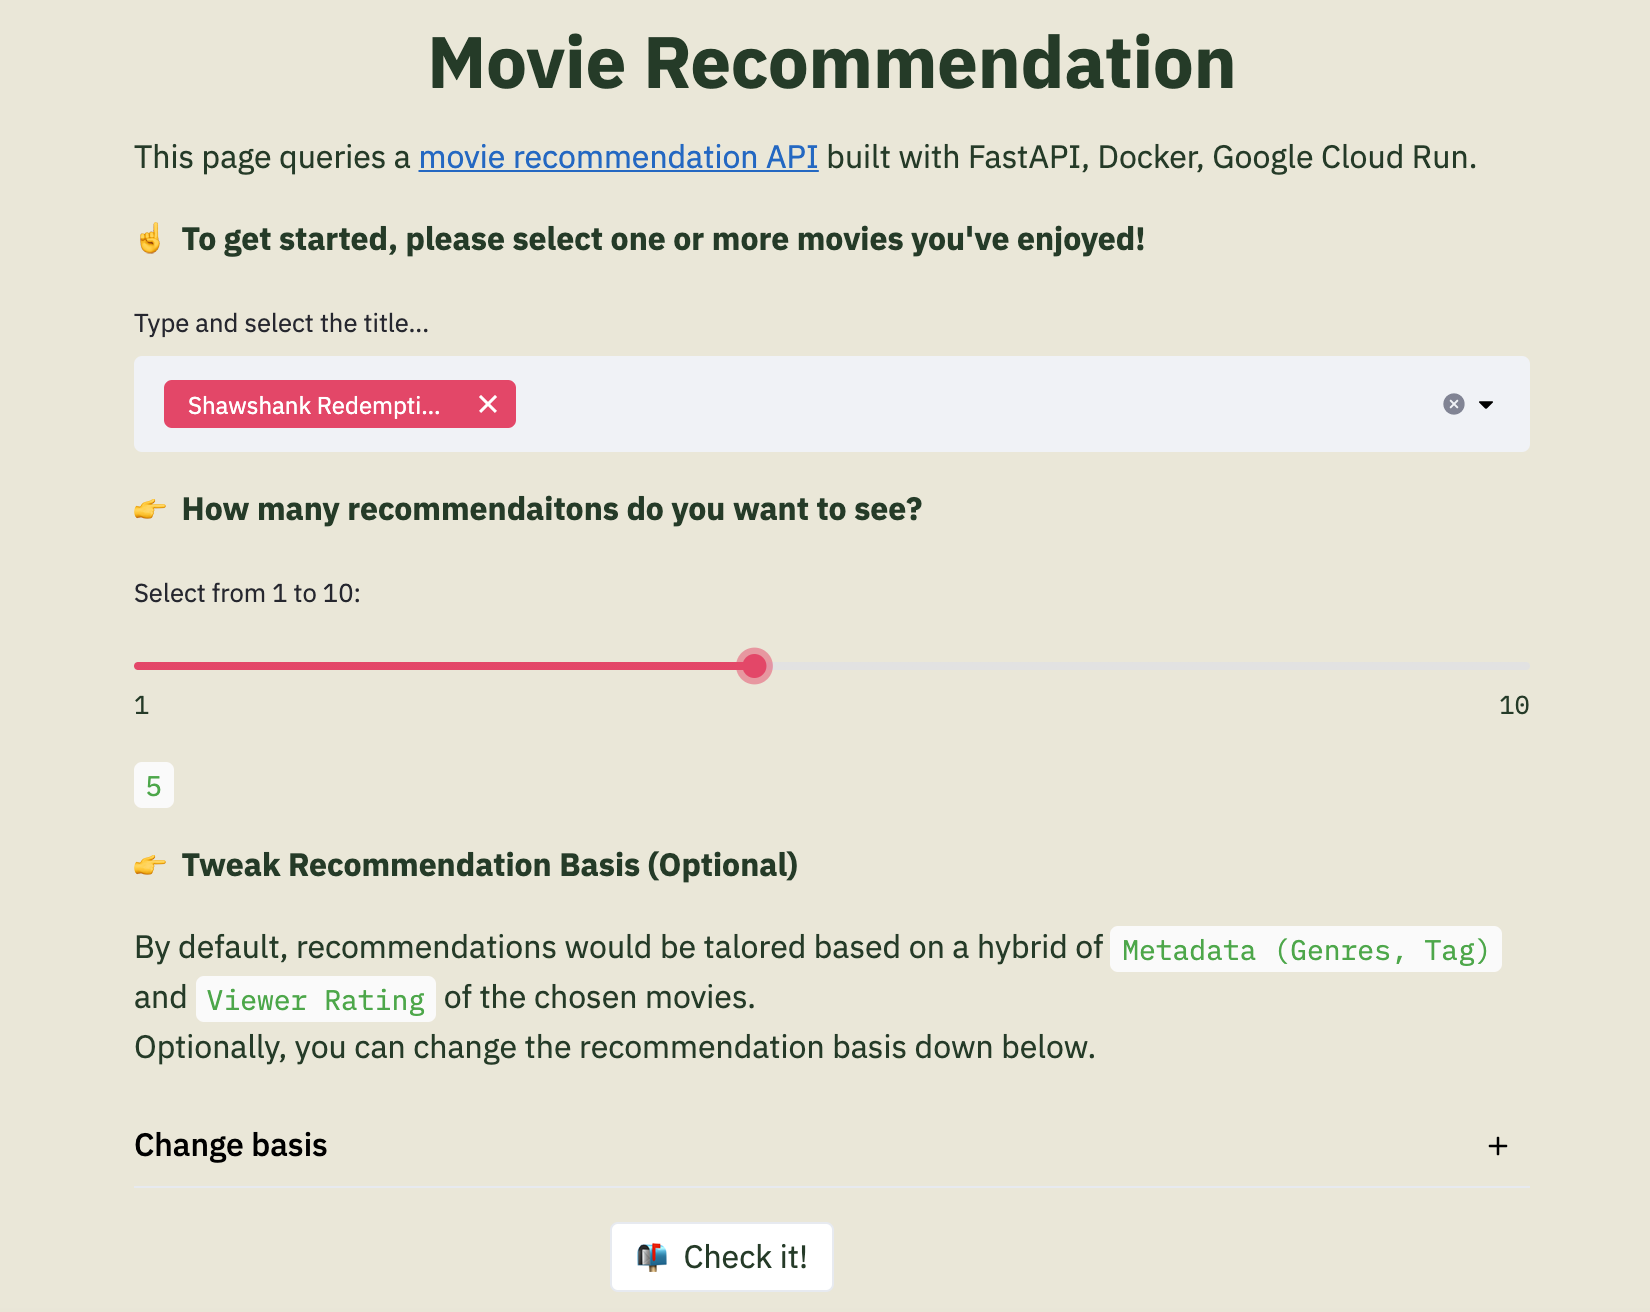 Movie Recommendation
This page queries a movie recommendation API built with FastAPI, Docker, Google Cloud Run.
☝️ To get started, please select one or more movies you've enjoyed!
Type and select the title...
Shawshank Redempti...
👉 How many recommendaitons do you want to see?
Select from 1 to 10:
1 10
5
👉 Tweak Recommendation Basis (Optional)
By default, recommendations would be talored based on a hybrid of Metadata (Genres, Tag)
and Viewer Rating of the chosen movies.
Optionally, you can change the recommendation basis down below.
Change basis +
📬 Check it!